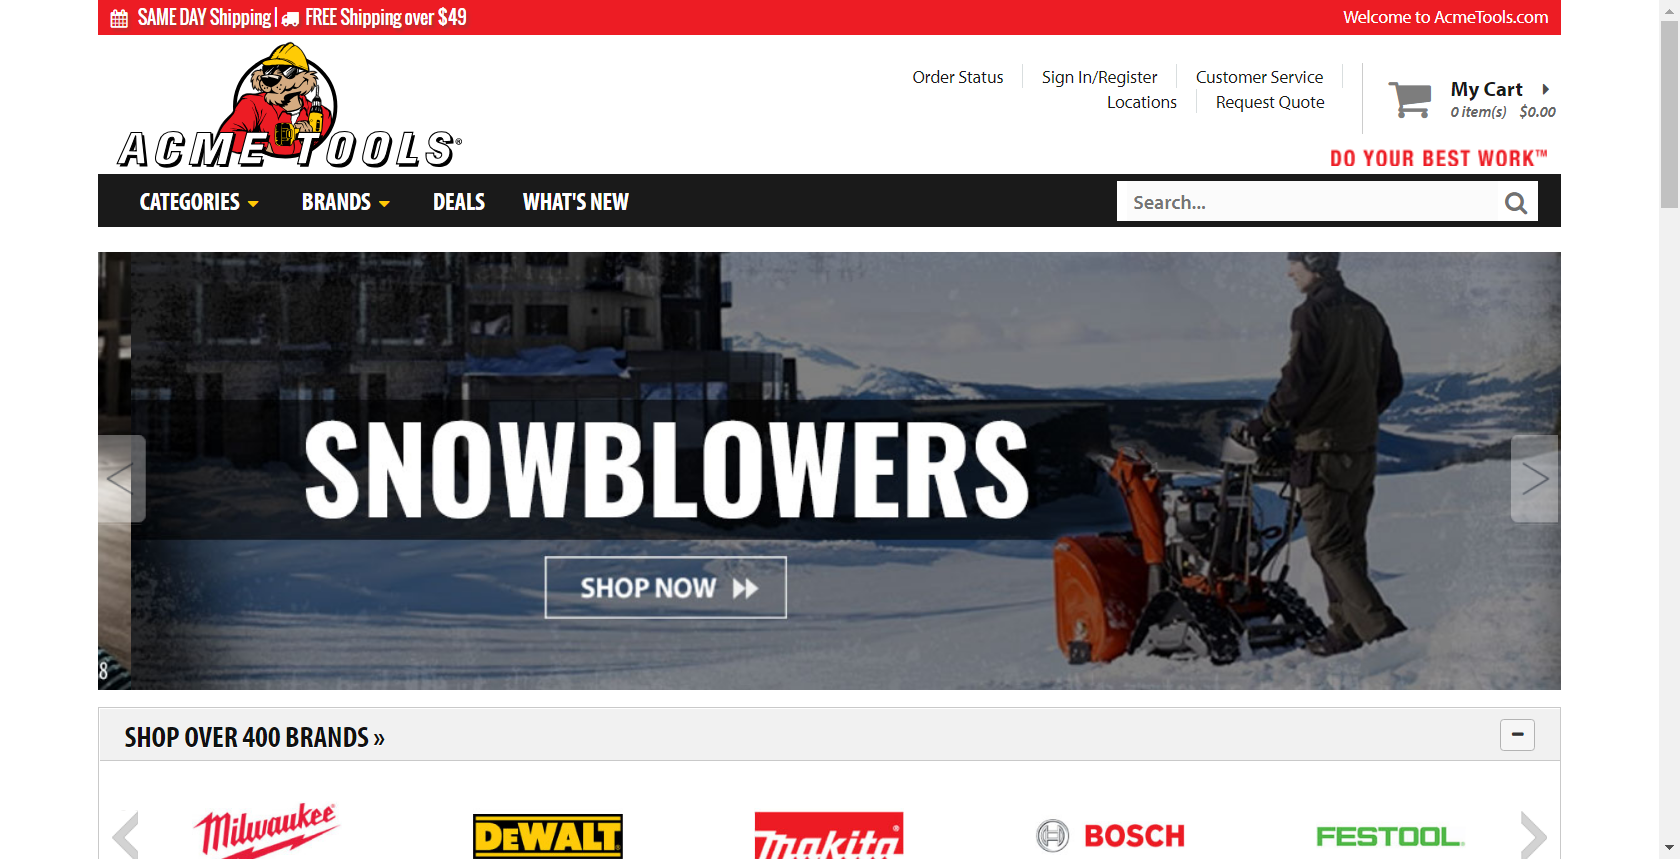 SAME DAY Shipping | FREE Shipping over $49
Welcome to AcmeTools.com
ACME TOOLS®
Order Status
Sign In/Register
Customer Service
Locations
Request Quote
My Cart
0 item(s) $0.00
DO YOUR BEST WORK™
CATEGORIES
BRANDS
DEALS
WHAT'S NEW
Search...
SNOWBLOWERS
SHOP NOW
8
SHOP OVER 400 BRANDS »
Milwaukee®
DEWALT
makita®
BOSCH
FESTOOL